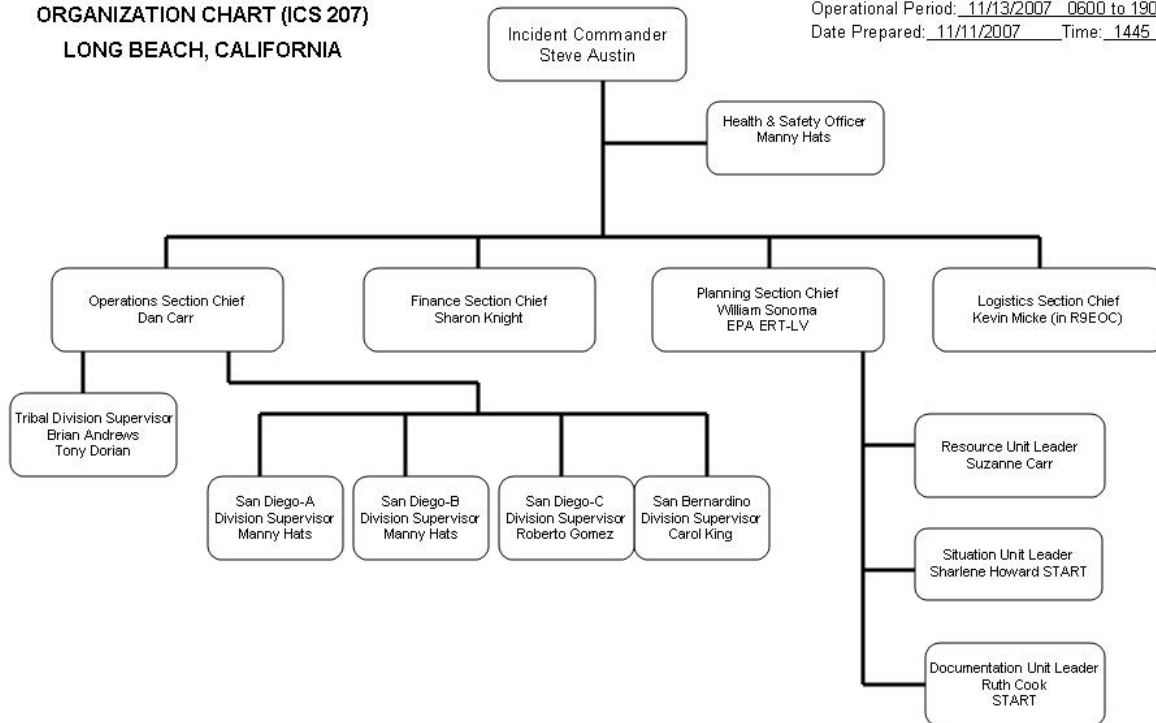 ORGANIZATION CHART (ICS 207)
LONG BEACH, CALIFORNIA
Operational Period: 11/13/2007 0600 to 190
Date Prepared: 11/11/2007 Time: 1445
Incident Commander
Steve Austin
Health & Safety Officer
Manny Hats
Operations Section Chief
Dan Carr
Finance Section Chief
Sharon Knight
Planning Section Chief
William Sonoma
EPA ERT-LV
Logistics Section Chief
Kevin Micke (in R9EOC)
Tribal Division Supervisor
Brian Andrews
Tony Dorian
San Diego-A
Division Supervisor
Manny Hats
San Diego-B
Division Supervisor
Manny Hats
San Diego-C
Division Supervisor
Roberto Gomez
San Bernardino
Division Supervisor
Carol King
Resource Unit Leader
Suzanne Carr
Situation Unit Leader
Sharlene Howard START
Documentation Unit Leader
Ruth Cook
START